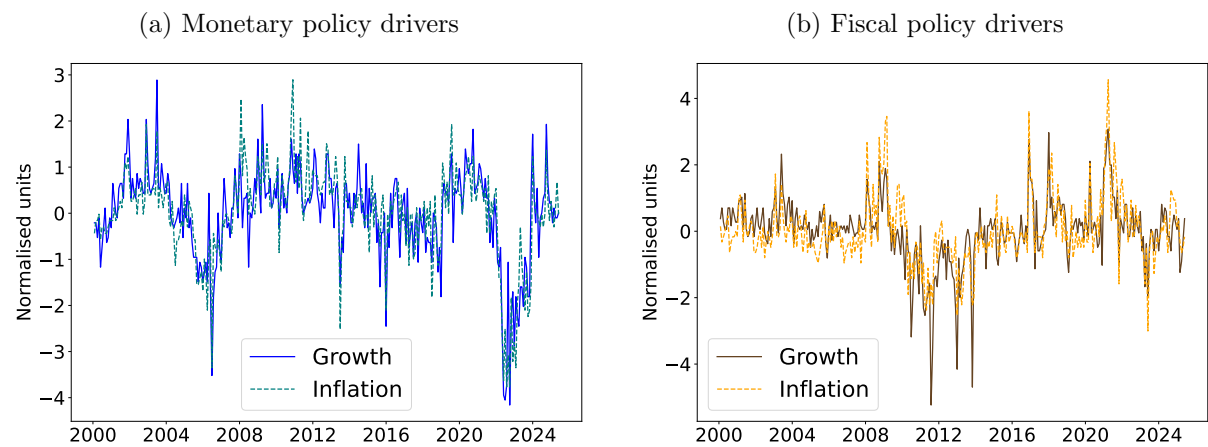 (a) Monetary policy drivers
Normalised units
3
2
1
0
−1
−2
−3
−4
Growth
Inflation
2000 2004 2008 2012 2016 2020 2024
(b) Fiscal policy drivers
Normalised units
4
2
0
−2
−4
Growth
Inflation
2000 2004 2008 2012 2016 2020 2024